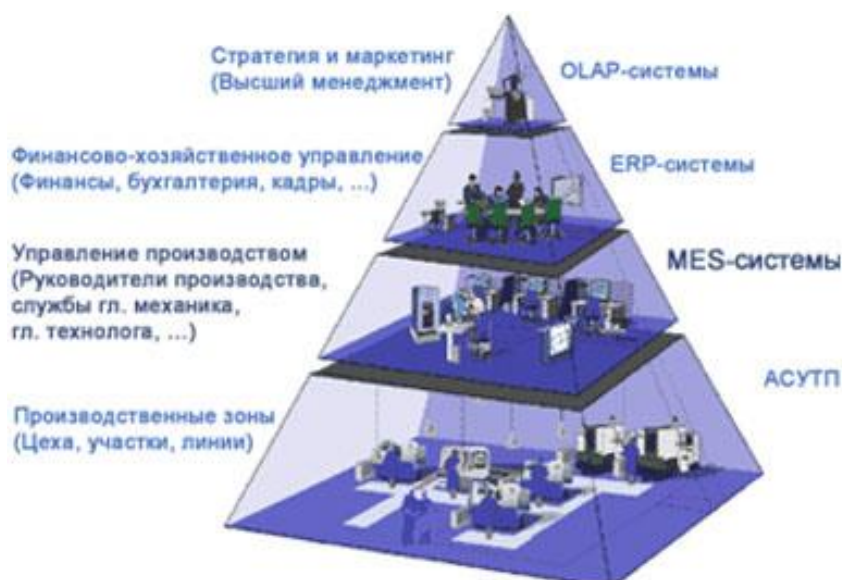 Стратегия и маркетинг
(Высший менеджмент)
OLAP-системы
Финансово-хозяйственное управление
(Финансы, бухгалтерия, кадры, ...)
ERP-системы
Управление производством
(Руководители производства,
службы гл. механика,
гл. технолога, ...)
MES-системы
АСУТП
Производственные зоны
(Цеха, участки, линии)